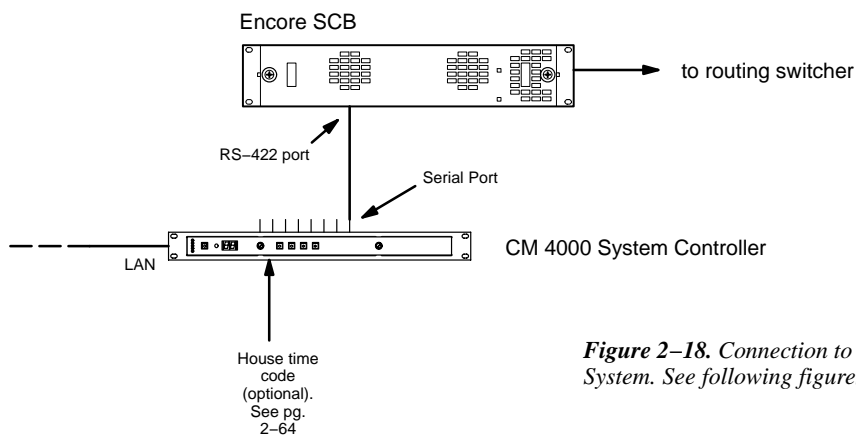 Encore SCB
to routing switcher
RS–422 port
Serial Port
LAN
CM 4000 System Controller
House time
code
(optional).
See pg.
2–64
Figure 2–18. Connection to
System. See following figure